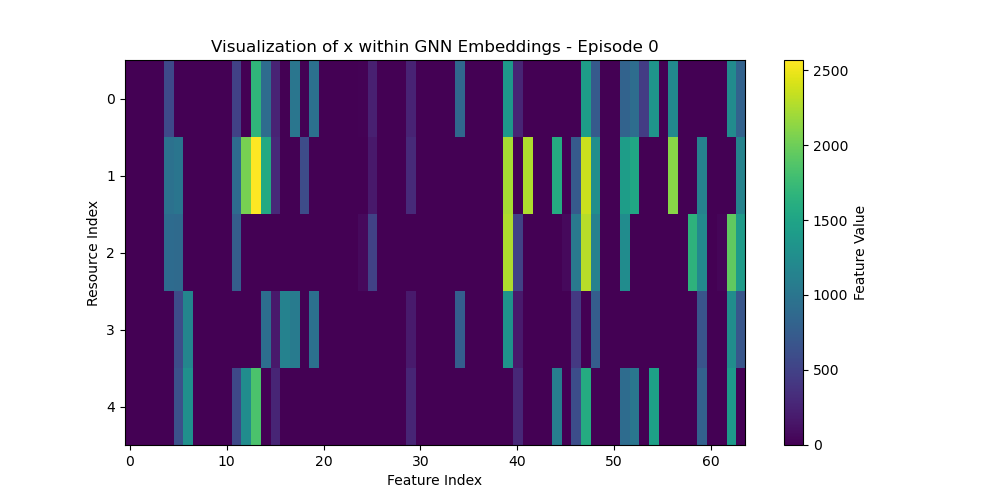 Visualization of x within GNN Embeddings - Episode 0
Resource Index
0
1
2
3
4
0 10 20 30 40 50 60
Feature Index
2500
2000
1500
1000
500
0
Feature Value